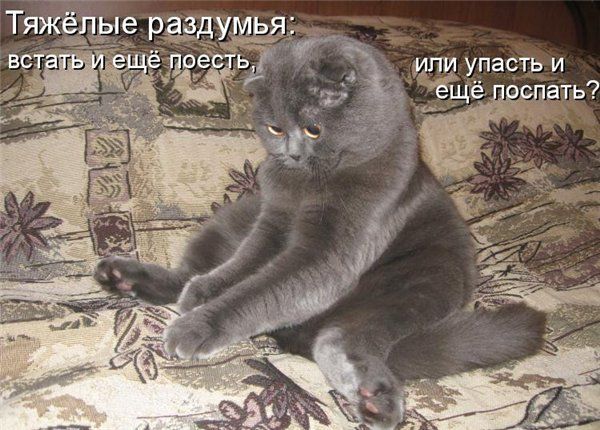 Тяжёлые раздумья:
встать и ещё поесть,
или упасть и
ещё поспать?